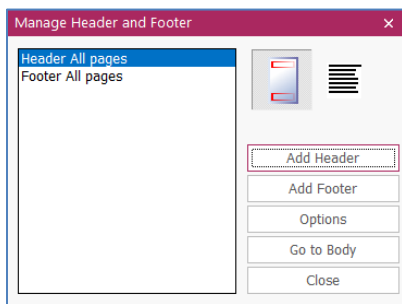 Manage Header and Footer
Header All pages
Footer All pages
Add Header
Add Footer
Options
Go to Body
Close